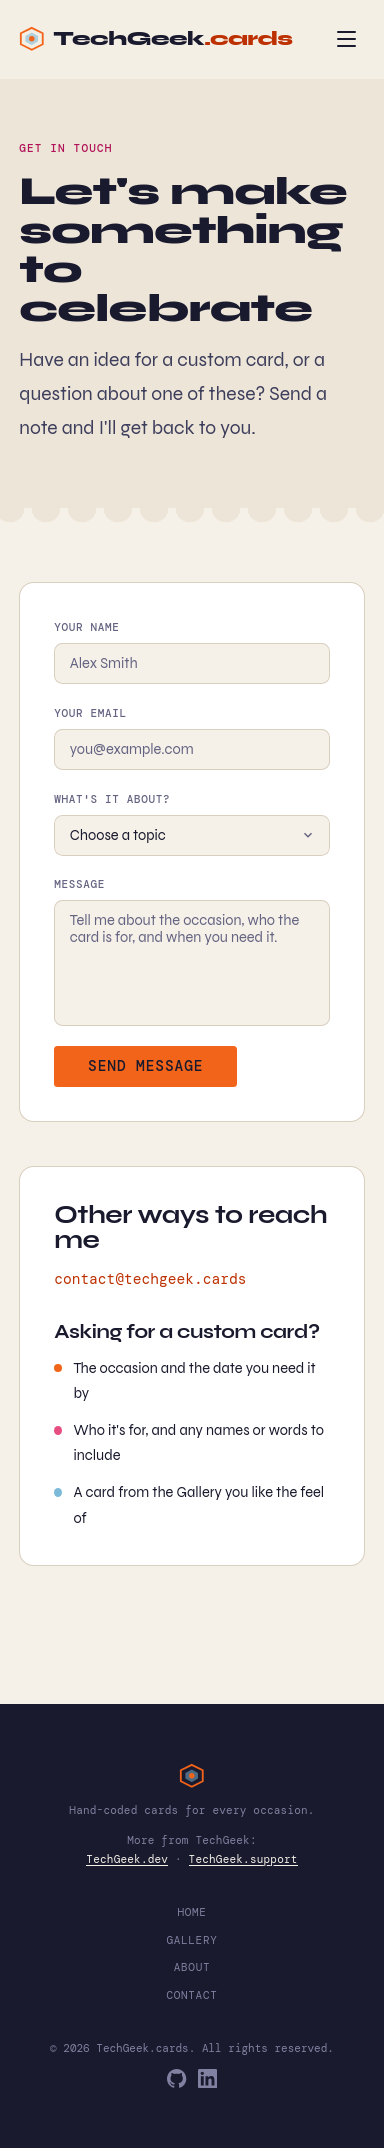 TechGeek.cards
GET IN TOUCH
Let's make
something
to
celebrate
Have an idea for a custom card, or a
question about one of these? Send a
note and I'll get back to you.
YOUR NAME
Alex Smith
YOUR EMAIL
you@example.com
WHAT'S IT ABOUT?
Choose a topic
MESSAGE
Tell me about the occasion, who the
card is for, and when you need it.
SEND MESSAGE
Other ways to reach
me
contact@techgeek.cards
Asking for a custom card?
The occasion and the date you need it
by
Who it's for, and any names or words to
include
A card from the Gallery you like the feel
of
Hand-coded cards for every occasion.
More from TechGeek:
TechGeek.dev · TechGeek.support
HOME
GALLERY
ABOUT
CONTACT
© 2026 TechGeek.cards. All rights reserved.
in